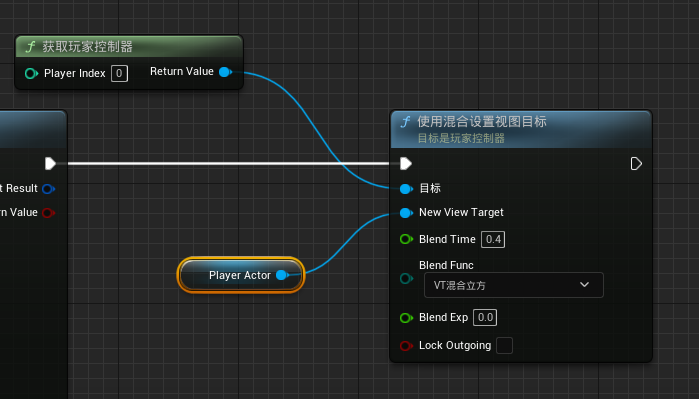 f 获取玩家控制器
Player Index 0 Return Value
t Result
n Value
f 使用混合设置视图目标
目标是玩家控制器
目标
New View Target
Blend Time 0.4
Blend Func
VT混合立方
Blend Exp 0.0
Lock Outgoing
Player Actor